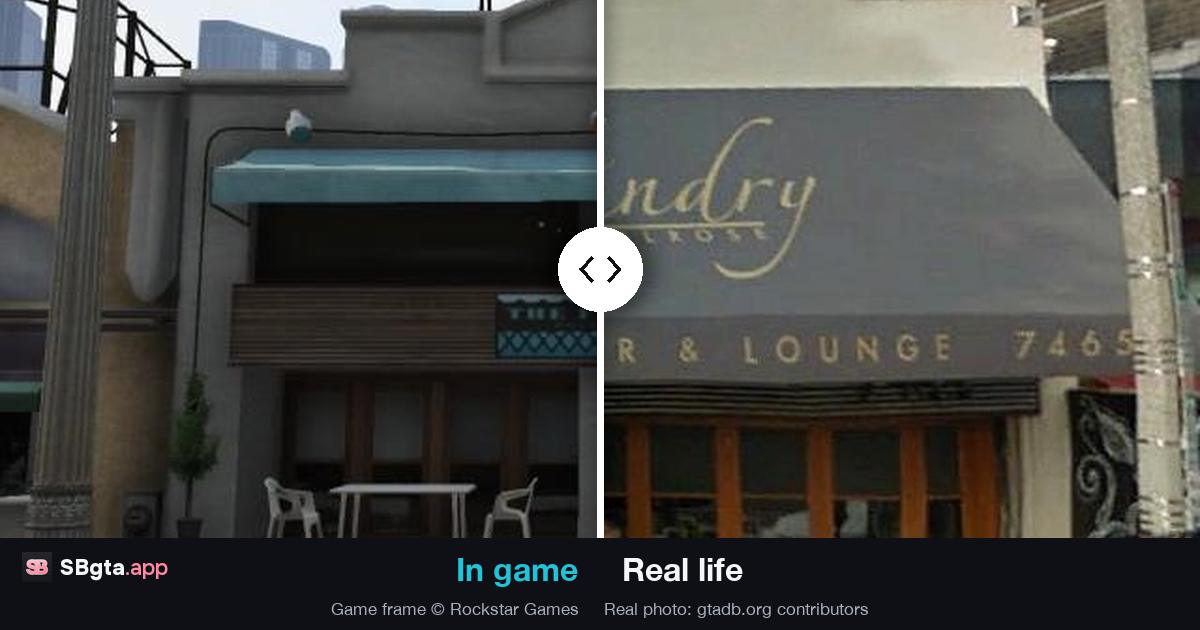 THE
ndry
LROSE
R & LOUNGE 7465
SBgta.app
In game
Real life
Game frame © Rockstar Games
Real photo: gtadb.org contributors